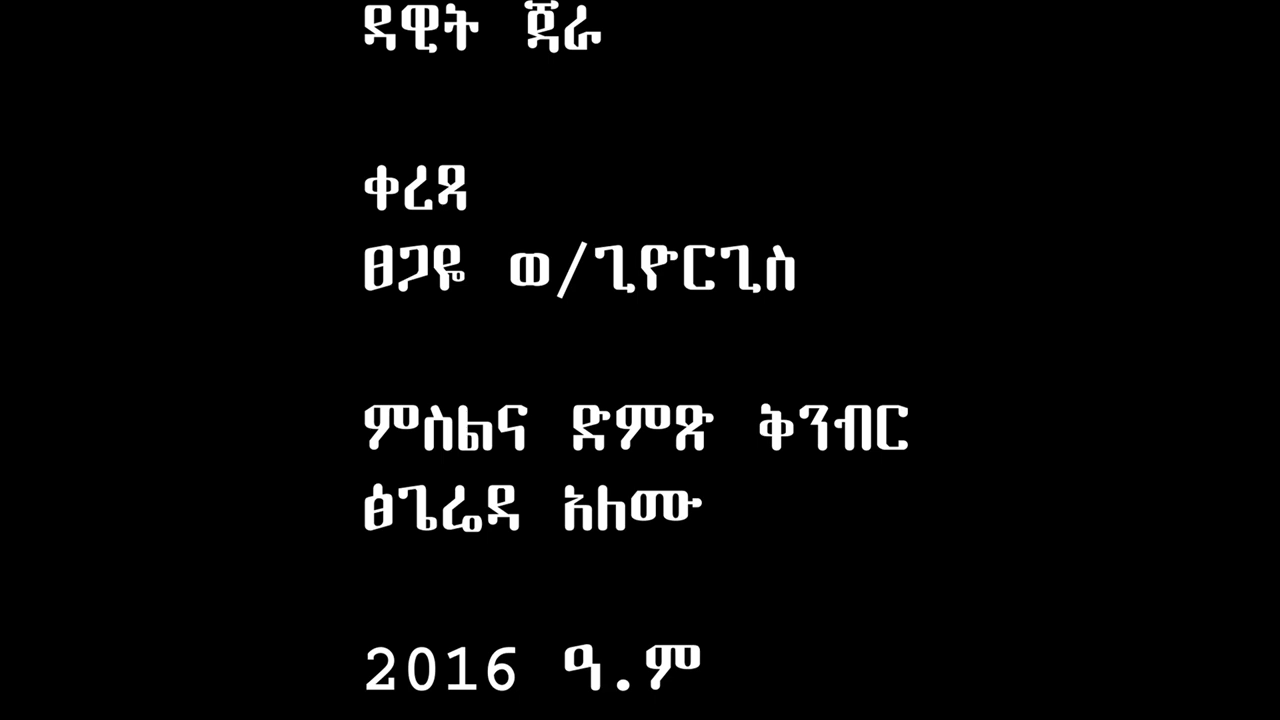 ዳዊት ጃራ
ቀረጻ
ፀጋዬ ወ/ጊዮርጊስ
ምስልና ድምጽ ቅንብር
ፅጌሬዳ አለሙ
2016 ዓ.ም